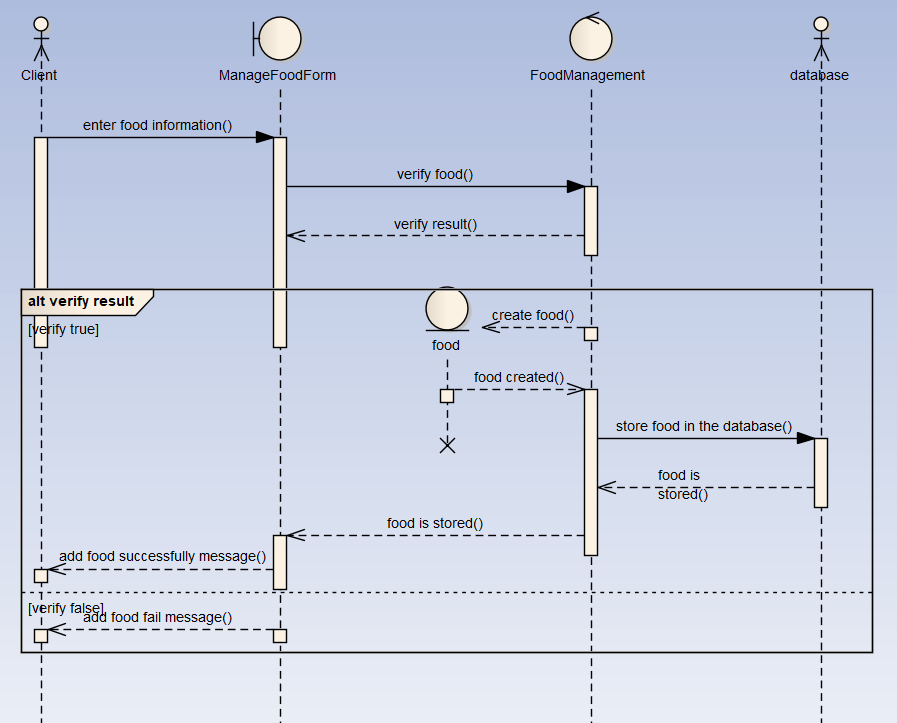 Client
ManageFoodForm
FoodManagement
database
enter food information()
verify food()
verify result()
alt verify result
[verify true]
create food()
food
food created()
store food in the database()
food is
stored()
food is stored()
add food successfully message()
[verify false]
add food fail message()